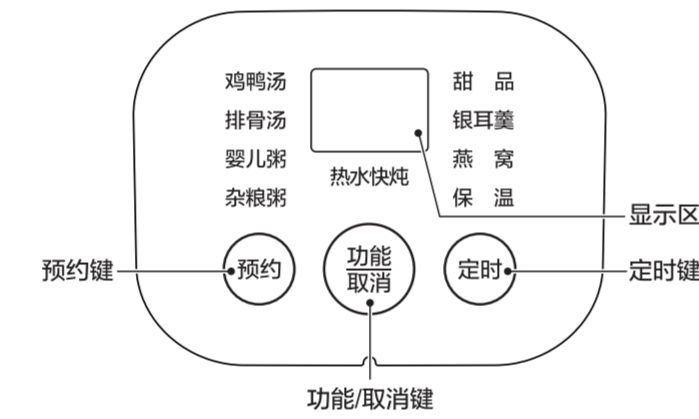 鸡鸭汤
排骨汤
婴儿粥
杂粮粥
热水快炖
甜 品
银耳羹
燕 窝
保 温
显示区
预约键
预约
功能
取消
定时
定时键
功能/取消键